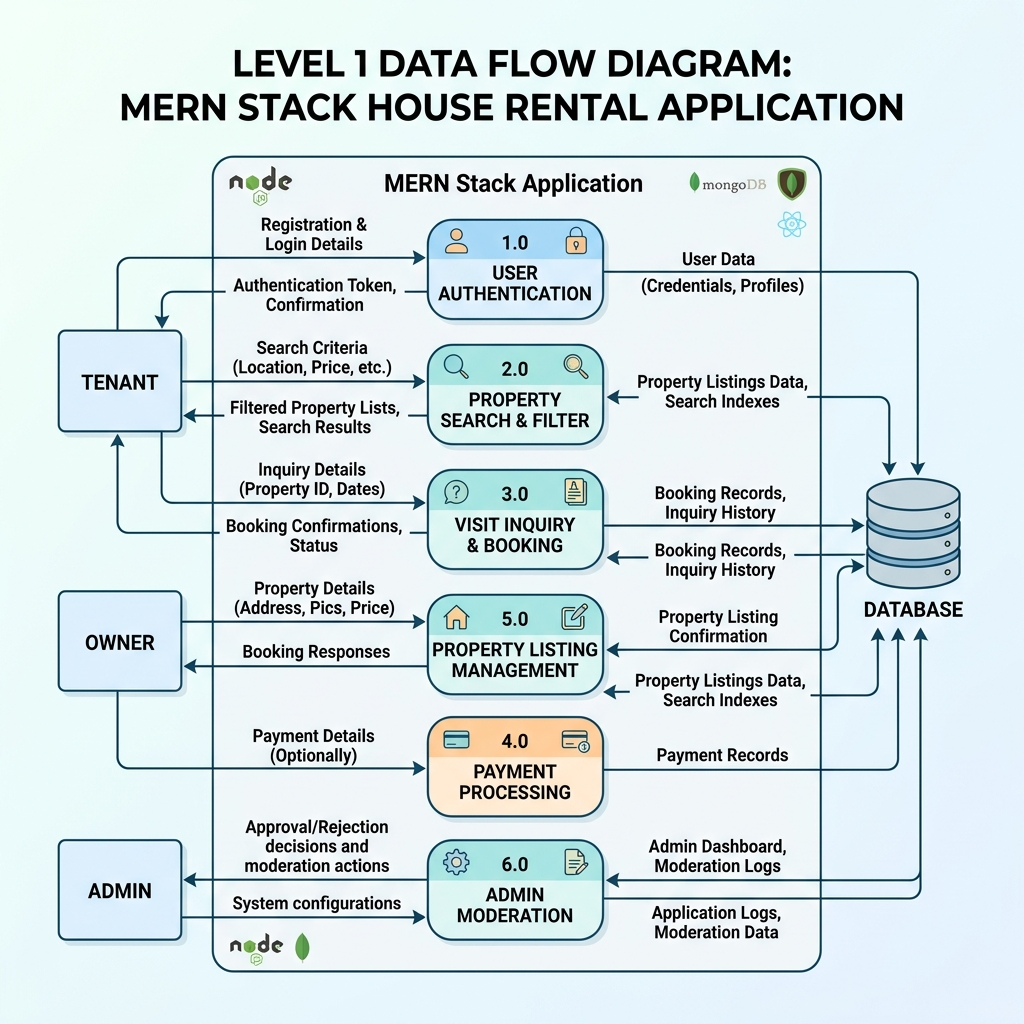 LEVEL 1 DATA FLOW DIAGRAM:
MERN STACK HOUSE RENTAL APPLICATION
node
JS
MERN Stack Application
mongoDB
Registration &
Login Details
1.0
USER
AUTHENTICATION
User Data
(Credentials, Profiles)
Authentication Token,
Confirmation
TENANT
Search Criteria
(Location, Price, etc.)
2.0
PROPERTY
SEARCH & FILTER
Property Listings Data,
Search Indexes
Filtered Property Lists,
Search Results
Inquiry Details
(Property ID, Dates)
3.0
VISIT INQUIRY
& BOOKING
Booking Records,
Inquiry History
Booking Confirmations,
Status
Booking Records,
Inquiry History
DATABASE
OWNER
Property Details
(Address, Pics, Price)
5.0
PROPERTY LISTING
MANAGEMENT
Property Listing
Confirmation
Booking Responses
Property Listings Data,
Search Indexes
Payment Details
(Optionally)
4.0
PAYMENT
PROCESSING
Payment Records
ADMIN
Approval/Rejection
decisions and
moderation actions
6.0
ADMIN
MODERATION
Admin Dashboard,
Moderation Logs
System configurations
Application Logs,
Moderation Data
node